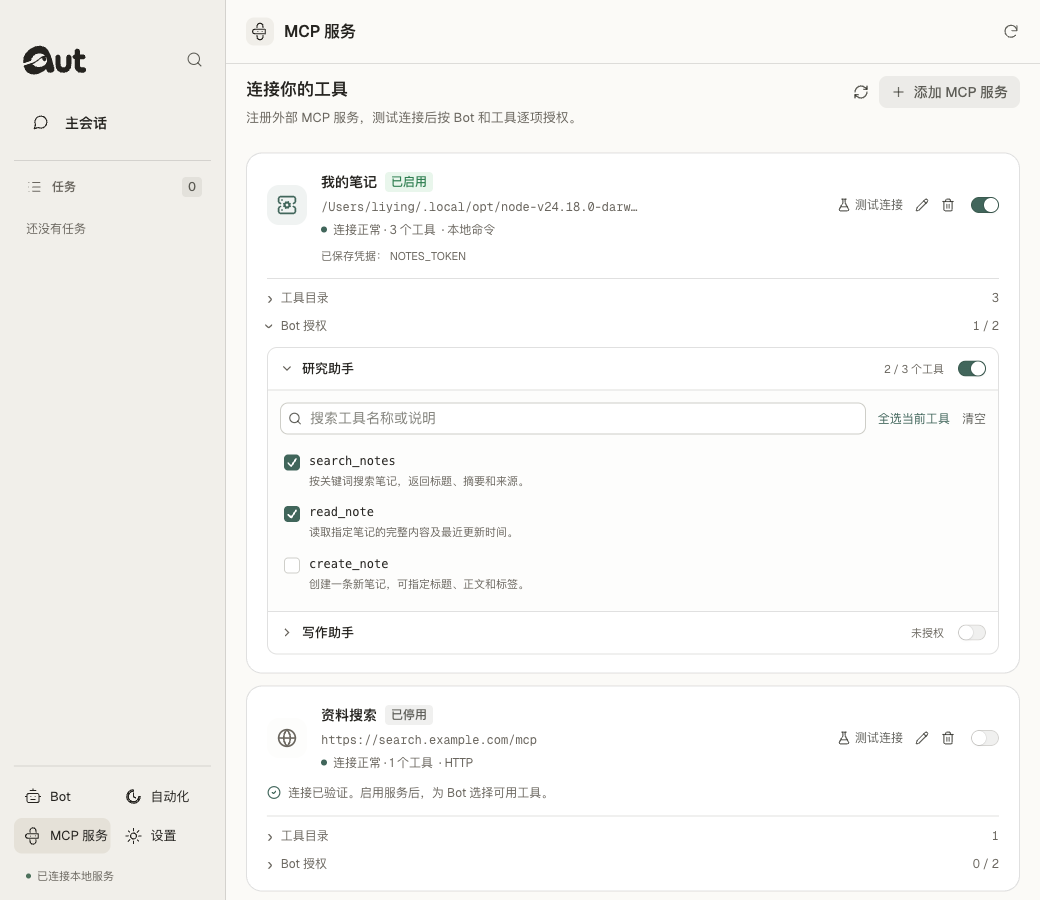 Aut
主会话
任务 0
还没有任务
Bot 自动化
MCP 服务 设置
已连接本地服务
MCP 服务
连接你的工具
添加 MCP 服务
注册外部 MCP 服务，测试连接后按 Bot 和工具逐项授权。
我的笔记 已启用
/Users/liying/.local/opt/node-v24.18.0-darw…
测试连接
连接正常 · 3 个工具 · 本地命令
已保存凭据： NOTES_TOKEN
工具目录 3
Bot 授权 1 / 2
研究助手 2 / 3 个工具
搜索工具名称或说明 全选当前工具 清空
search_notes
按关键词搜索笔记，返回标题、摘要和来源。
read_note
读取指定笔记的完整内容及最近更新时间。
create_note
创建一条新笔记，可指定标题、正文和标签。
写作助手 未授权
资料搜索 已停用
https://search.example.com/mcp
测试连接
连接正常 · 1 个工具 · HTTP
连接已验证。启用服务后，为 Bot 选择可用工具。
工具目录 1
Bot 授权 0 / 2